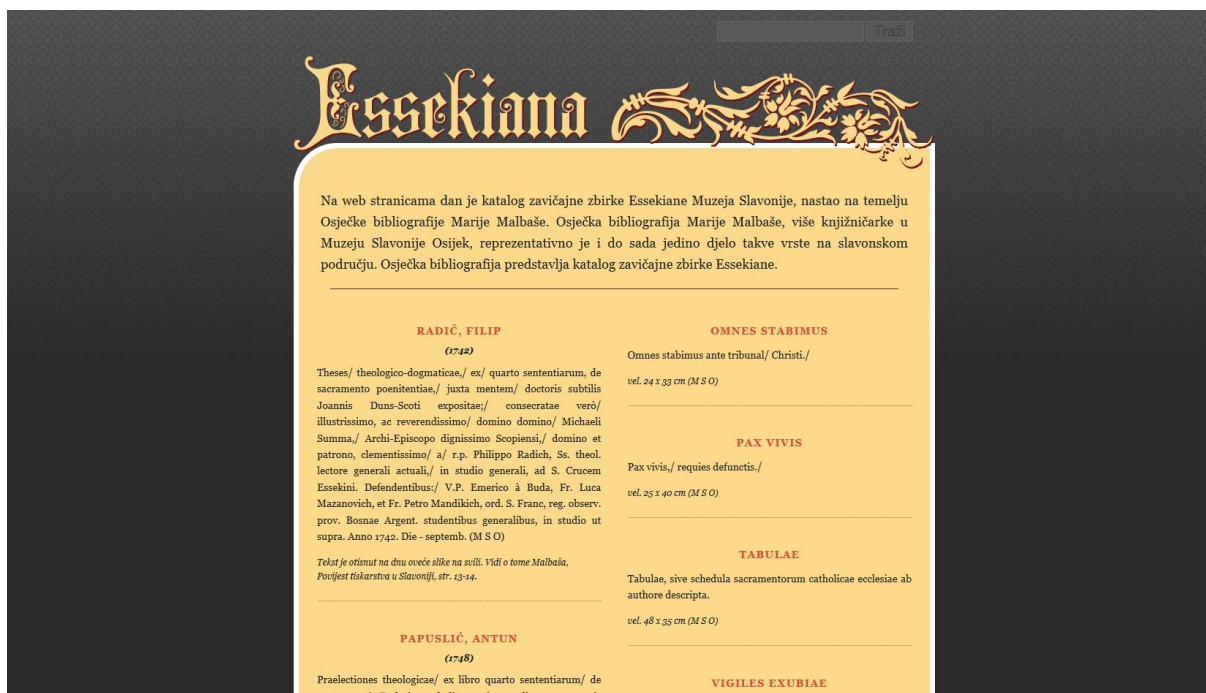 Traži
Essekiana
Na web stranicama dan je katalog zavičajne zbirke Essekiane Muzeja Slavonije, nastao na temelju
Osječke bibliografije Marije Malbaše. Osječka bibliografija Marije Malbaše, više knjižničarke u
Muzeju Slavonije Osijek, reprezentativno je i do sada jedino djelo takve vrste na slavonskom
području. Osječka bibliografija predstavlja katalog zavičajne zbirke Essekiane.
RADIĆ, FILIP
(1742)
Theses/ theologico-dogmaticae,/ ex/ quarto sententiarum, de
sacramento poenitentiae,/ juxta mentem/ doctoris subtilis
Joannis Duns-Scoti expositae;/ consecratae verò/
illustrissimo, ac reverendissimo/ domino domino/ Michaeli
Summa,/ Archi-Episcopo dignissimo Scopiensi,/ domino et
patrono, clementissimo/ a/ r.p. Philippo Radich, Ss. theol.
lectore generali actuali,/ in studio generali, ad S. Crucem
Essekini. Defendentibus:/ V.P. Emerico à Buda, Fr. Luca
Mazanovich, et Fr. Petro Mandikich, ord. S. Franc, reg. observ.
prov. Bosnae Argent. studentibus generalibus, in studio ut
supra. Anno 1742. Die - septemb. (M S O)
Tekst je otisnut na dnu oveće slike na svili. Vidi o tome Malbaša,
Povijest tiskarstva u Slavoniji, str. 13-14.
PAPUSLIĆ, ANTUN
(1748)
Praelectiones theologicae/ ex libro quarto sententiarum/ de
OMNES STABIMUS
Omnes stabimus ante tribunal/ Christi./
vel. 24 x 33 cm (M S O)
PAX VIVIS
Pax vivis,/ requies defunctis./
vel. 25 x 40 cm (M S O)
TABULAE
Tabulae, sive schedula sacramentorum catholicae ecclesiae ab
authore descripta.
vel. 48 x 35 cm (M S O)
VIGILES EXUBIAE